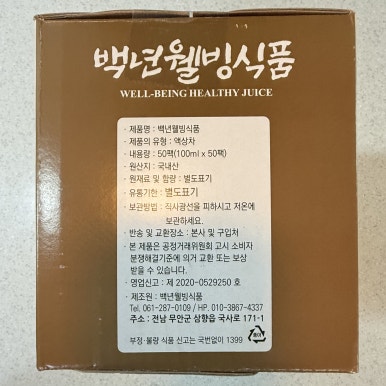 백년웰빙식품
WELL-BEING HEALTHY JUICE
· 제품명 : 백년웰빙식품
· 제품의 유형 : 액상차
· 내용량 : 50팩(100ml x 50팩)
· 원산지 : 국내산
· 원재료 및 함량 : 별도표기
· 유통기한 : 별도표기
· 보관방법 : 직사광선을 피하시고 저온에
보관하세요.
· 반송 및 교환장소 : 본사 및 구입처
· 본 제품은 공정거래위원회 고시 소비자
분쟁해결기준에 의거 교환 또는 보상
받을 수 있습니다.
· 영업신고 : 제 2020-0529250 호
· 제조원 : 백년웰빙식품
Tel. 061-287-0109 / HP. 010-3867-4337
주소 : 전남 무안군 삼향읍 국사로 171-1
부정·불량 식품 신고는 국번없이 1399
종이